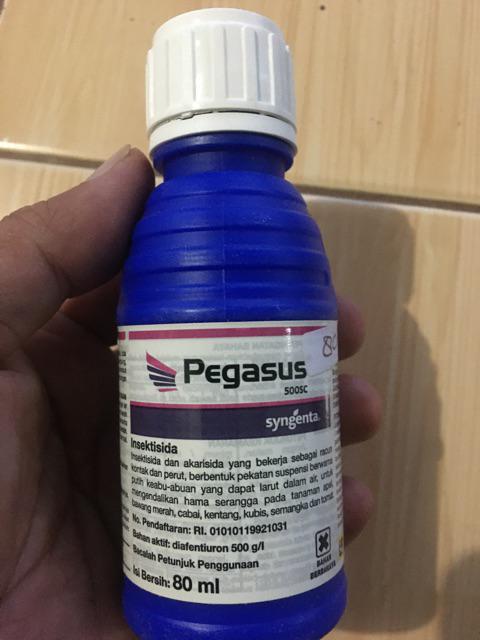 Pegasus
500SC
syngenta
Insektisida
Insektisida dan akarisida yang bekerja sebagai racun
kontak dan perut, berbentuk pekatan suspensi berwarna
putih keabu-abuan yang dapat larut dalam air, untuk
mengendalikan hama serangga pada tanaman apel,
bawang merah, cabai, kentang, kubis, semangka dan tomat.
No. Pendaftaran: RI. 01010119921031
Bahan aktif: diafentiuron 500 g/l
Bacalah Petunjuk Penggunaan
Isi Bersih: 80 ml
BAHAN
BERBAHAYA